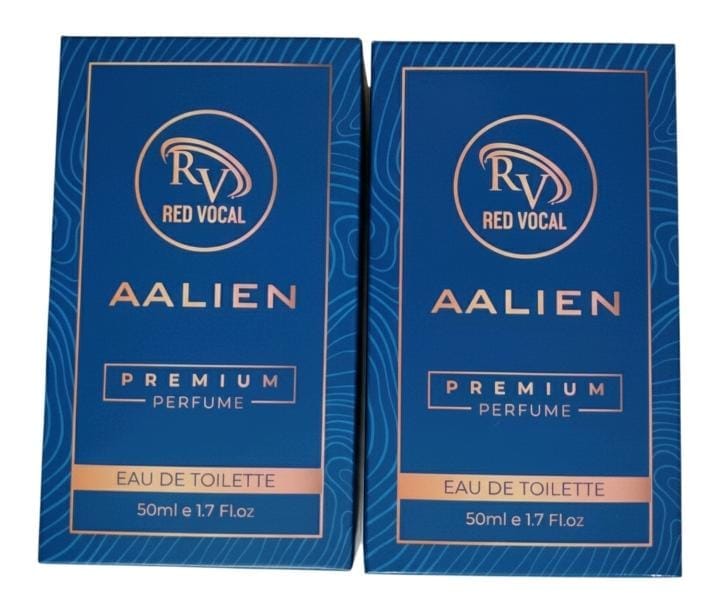 RV
RED VOCAL
AALIEN
PREMIUM
PERFUME
EAU DE TOILETTE
50ml e 1.7 Fl.oz
RV
RED VOCAL
AALIEN
PREMIUM
PERFUME
EAU DE TOILETTE
50ml e 1.7 Fl.oz